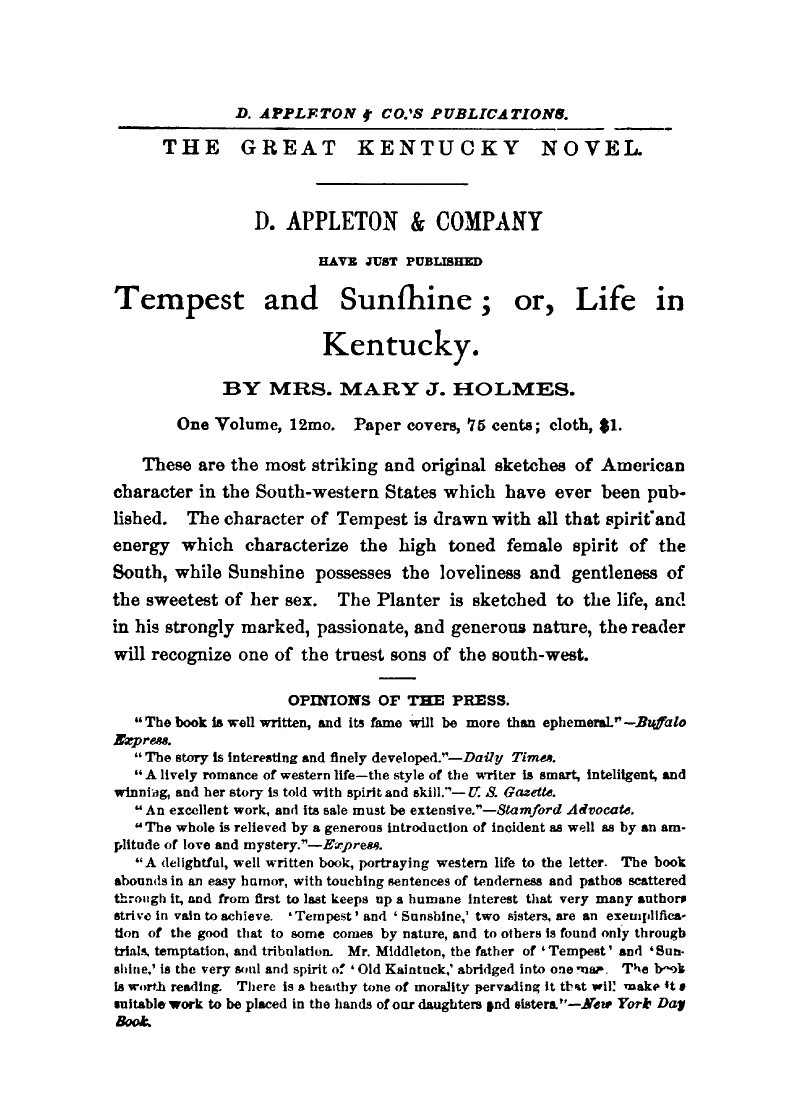 D. APPLETON & CO.'S PUBLICATIONS.
THE GREAT KENTUCKY NOVEL.
D. APPLETON & COMPANY
HAVE JUST PUBLISHED
Tempest and Sunſhine; or, Life in
Kentucky.
BY MRS. MARY J. HOLMES.
One Volume, 12mo. Paper covers, 75 cents; cloth, $1.
These are the most striking and original sketches of American
character in the South-western States which have ever been pub-
lished. The character of Tempest is drawn with all that spirit and
energy which characterize the high toned female spirit of the
South, while Sunshine possesses the loveliness and gentleness of
the sweetest of her sex. The Planter is sketched to the life, and
in his strongly marked, passionate, and generous nature, the reader
will recognize one of the truest sons of the south-west.
OPINIONS OF THE PRESS.
"The book is well written, and its fame will be more than ephemeral."—Buffalo
Express.
"The story is interesting and finely developed."—Daily Times.
"A lively romance of western life—the style of the writer is smart, intelligent, and
winning, and her story is told with spirit and skill."—U. S. Gazette.
"An excellent work, and its sale must be extensive."—Stamford Advocate.
"The whole is relieved by a generous introduction of incident as well as by an am-
plitude of love and mystery."—Express.
"A delightful, well written book, portraying western life to the letter. The book
abounds in an easy humor, with touching sentences of tenderness and pathos scattered
through it, and from first to last keeps up a humane interest that very many authors
strive in vain to achieve. 'Tempest' and 'Sunshine,' two sisters, are an exemplifica-
tion of the good that to some comes by nature, and to others is found only through
trials, temptation, and tribulation. Mr. Middleton, the father of 'Tempest' and 'Sun-
shine,' is the very soul and spirit of 'Old Kaintuck,' abridged into one man. The book
is worth reading. There is a healthy tone of morality pervading it that will make it a
suitable work to be placed in the hands of our daughters and sisters."—New York Day
Book.